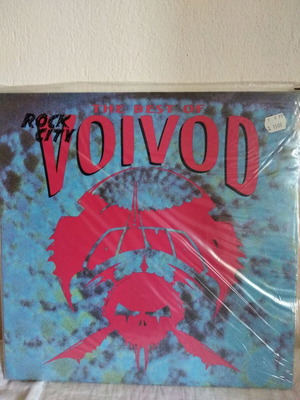 THE BEST OF
ROCK
CITY
VOIVOD